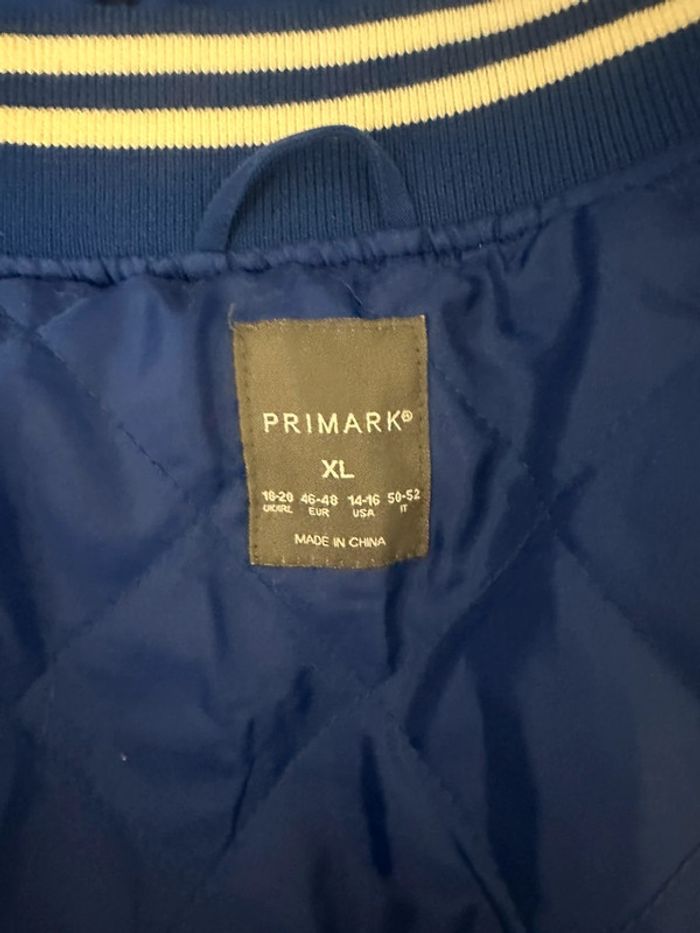 PRIMARK®
XL
18-20 46-48 14-16 50-52
UK/IRL EUR USA IT
MADE IN CHINA